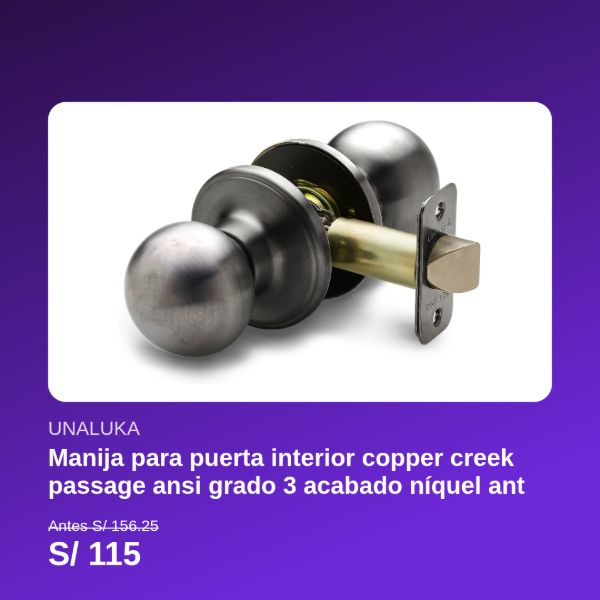 UNALUKA
Manija para puerta interior copper creek
passage ansi grado 3 acabado níquel ant
Antes S/ 156.25
S/ 115